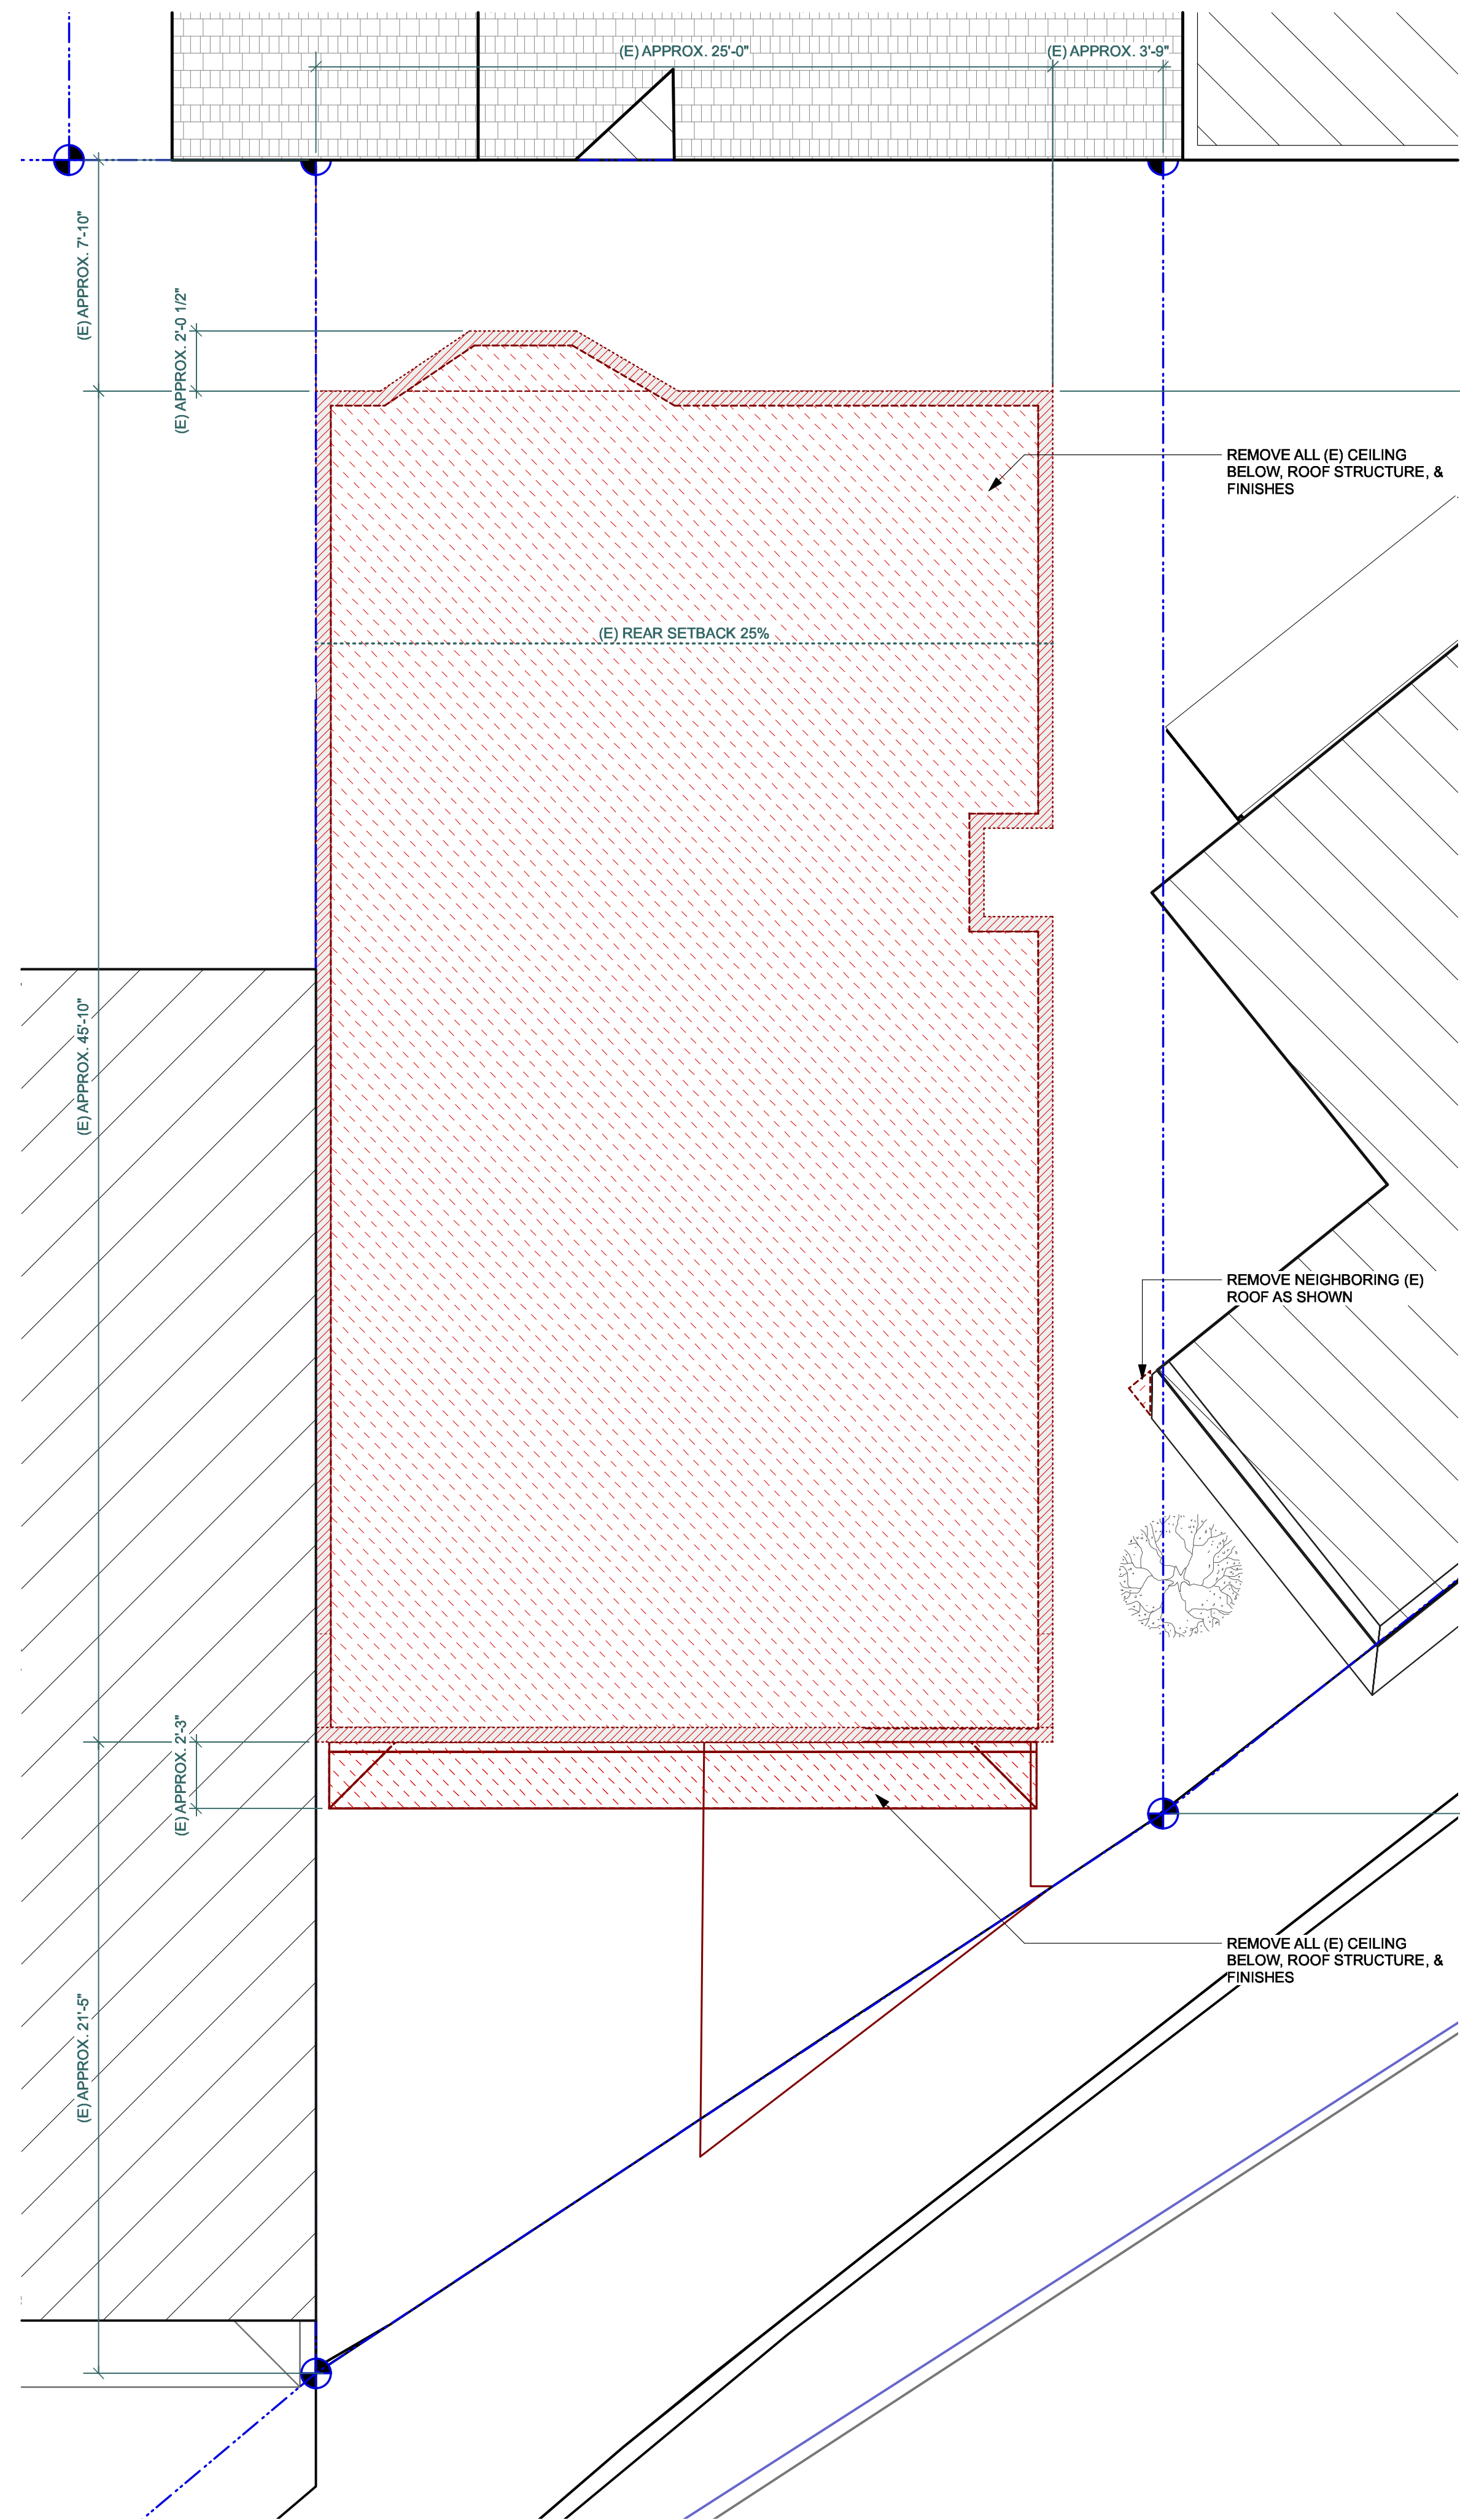 (E) APPROX. 25'-0"
(E) APPROX. 3'-9"
(E) APPROX. 7'-10"
(E) APPROX. 2'-0 1/2"
REMOVE ALL (E) CEILING
BELOW, ROOF STRUCTURE, &
FINISHES
(E) REAR SETBACK 25%
(E) APPROX. 45'-10"
REMOVE NEIGHBORING (E)
ROOF AS SHOWN
(E) APPROX. 2'-3"
REMOVE ALL (E) CEILING
BELOW, ROOF STRUCTURE, &
FINISHES
(E) APPROX. 21'-5"